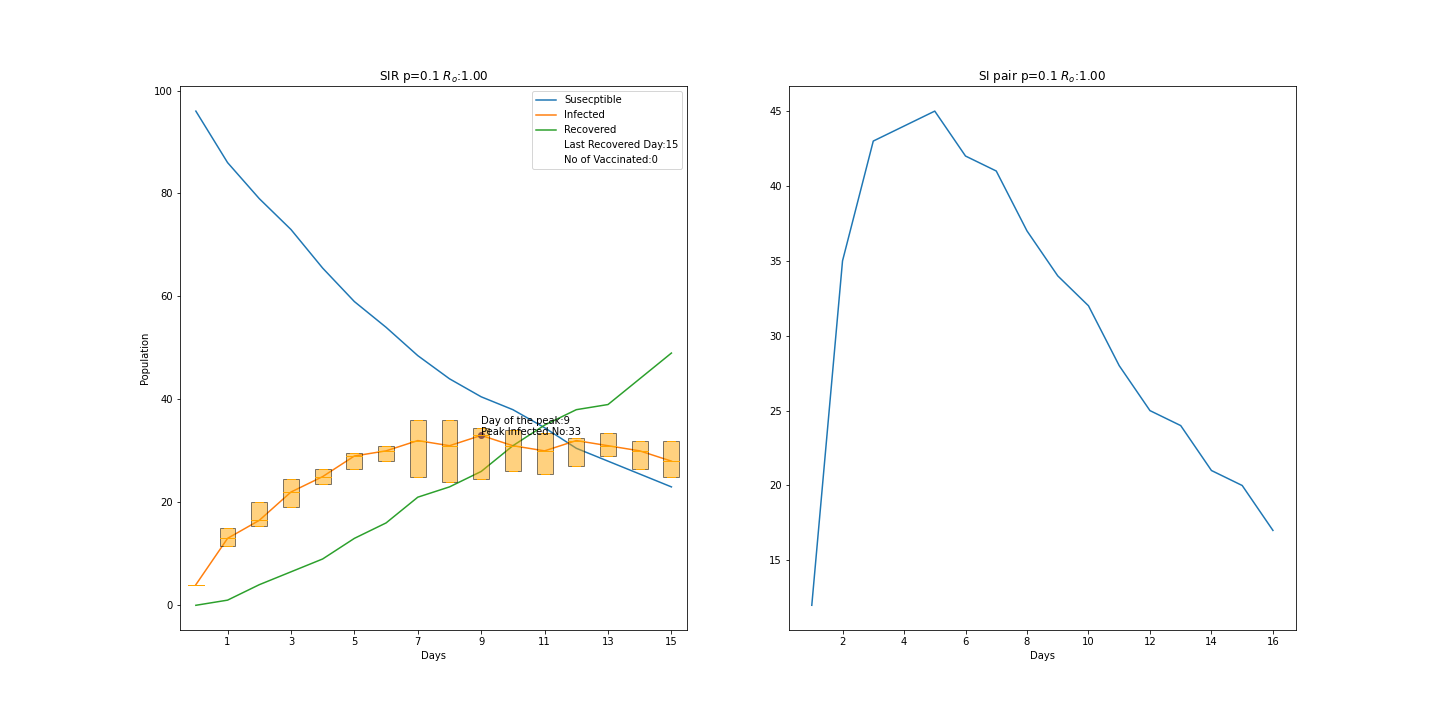 SIR p=0.1 Rₒ:1.00
100
80
60
40
20
0
Population
Susecptible
Infected
Recovered
Last Recovered Day:15
No of Vaccinated:0
Day of the peak:9
Peak Infected No:33
1 3 5 7 9 11 13 15
Days
SI pair p=0.1 Rₒ:1.00
45
40
35
30
25
20
15
2 4 6 8 10 12 14 16
Days